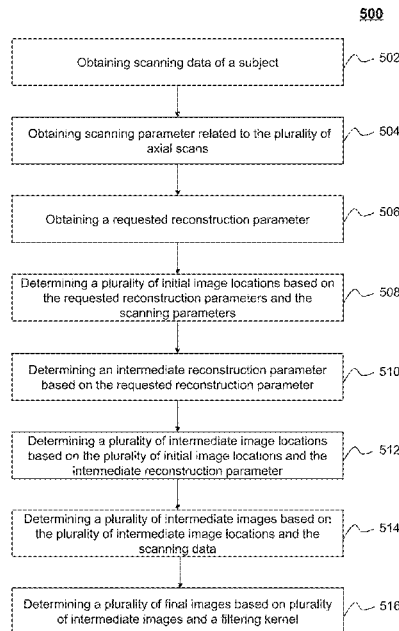 500
Obtaining scanning data of a subject
502
Obtaining scanning parameter related to the plurality of
axial scans
504
Obtaining a requested reconstruction parameter
506
Determining a plurality of initial image locations based on
the requested reconstruction parameters and the
scanning parameters
508
Determining an intermediate reconstruction parameter
based on the requested reconstruction parameter
510
Determining a plurality of intermediate image locations
based on the plurality of initial image locations and the
intermediate reconstruction parameter
512
Determining a plurality of intermediate images based on
the plurality of intermediate image locations and the
scanning data
514
Determining a plurality of final images based on plurality
of intermediate images and a filtering kernel
516